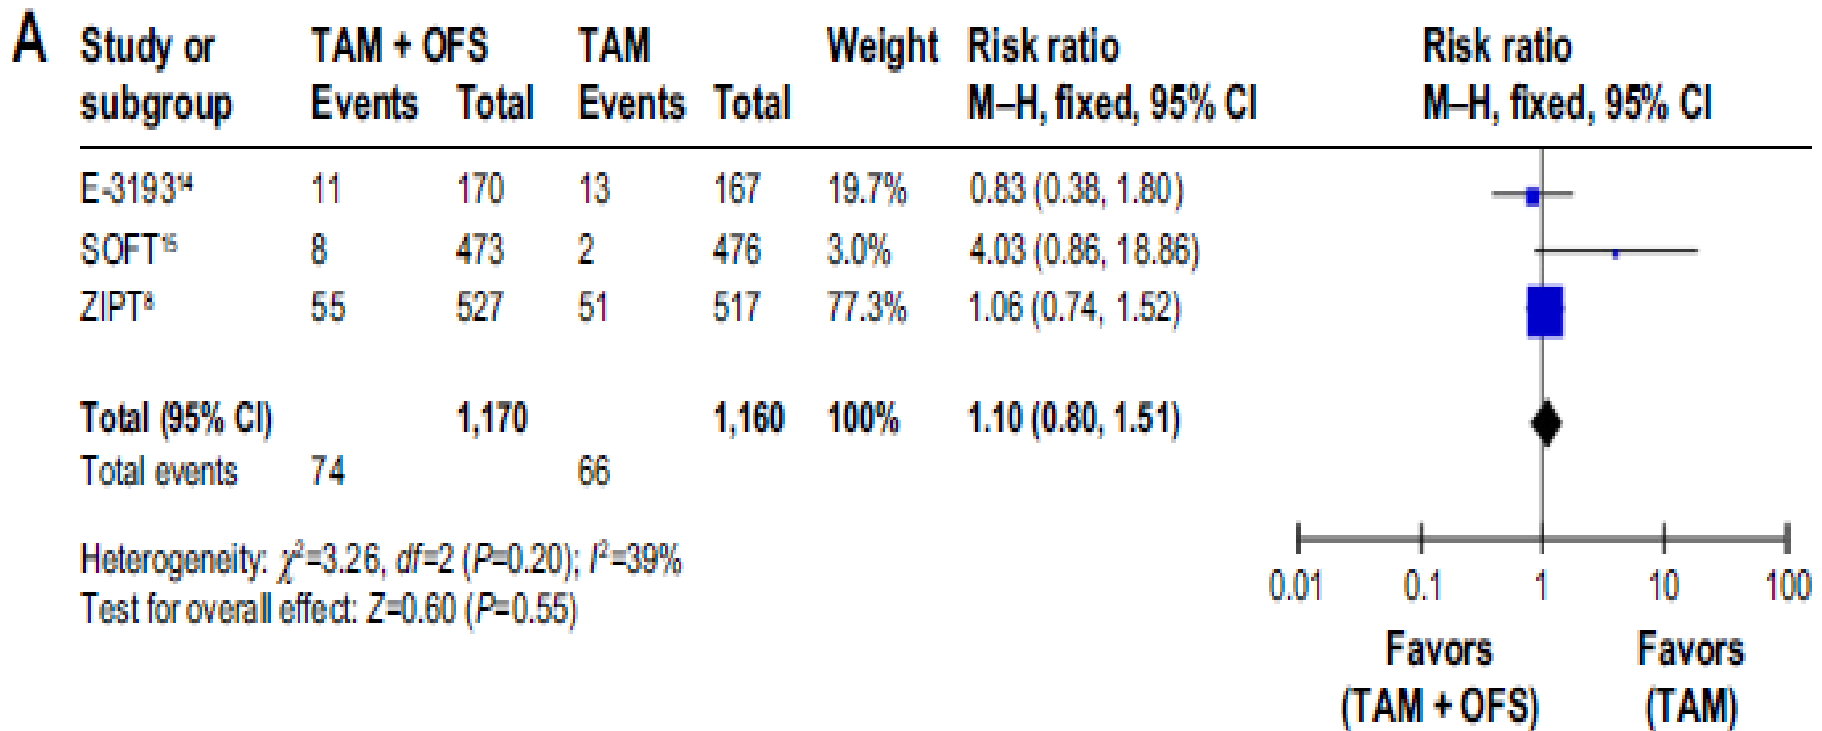 A Study or TAM + OFS TAM Weight Risk ratio Risk ratio
subgroup Events Total Events Total M–H, fixed, 95% CI M–H, fixed, 95% CI
E-3193¹⁴ 11 170 13 167 19.7% 0.83 (0.38, 1.80)
SOFT¹⁵ 8 473 2 476 3.0% 4.03 (0.86, 18.86)
ZIPT⁸ 55 527 51 517 77.3% 1.06 (0.74, 1.52)
Total (95% CI) 1,170 1,160 100% 1.10 (0.80, 1.51)
Total events 74 66
Heterogeneity: χ²=3.26, df=2 (P=0.20); I²=39%
Test for overall effect: Z=0.60 (P=0.55)
0.01 0.1 1 10 100
Favors Favors
(TAM + OFS) (TAM)